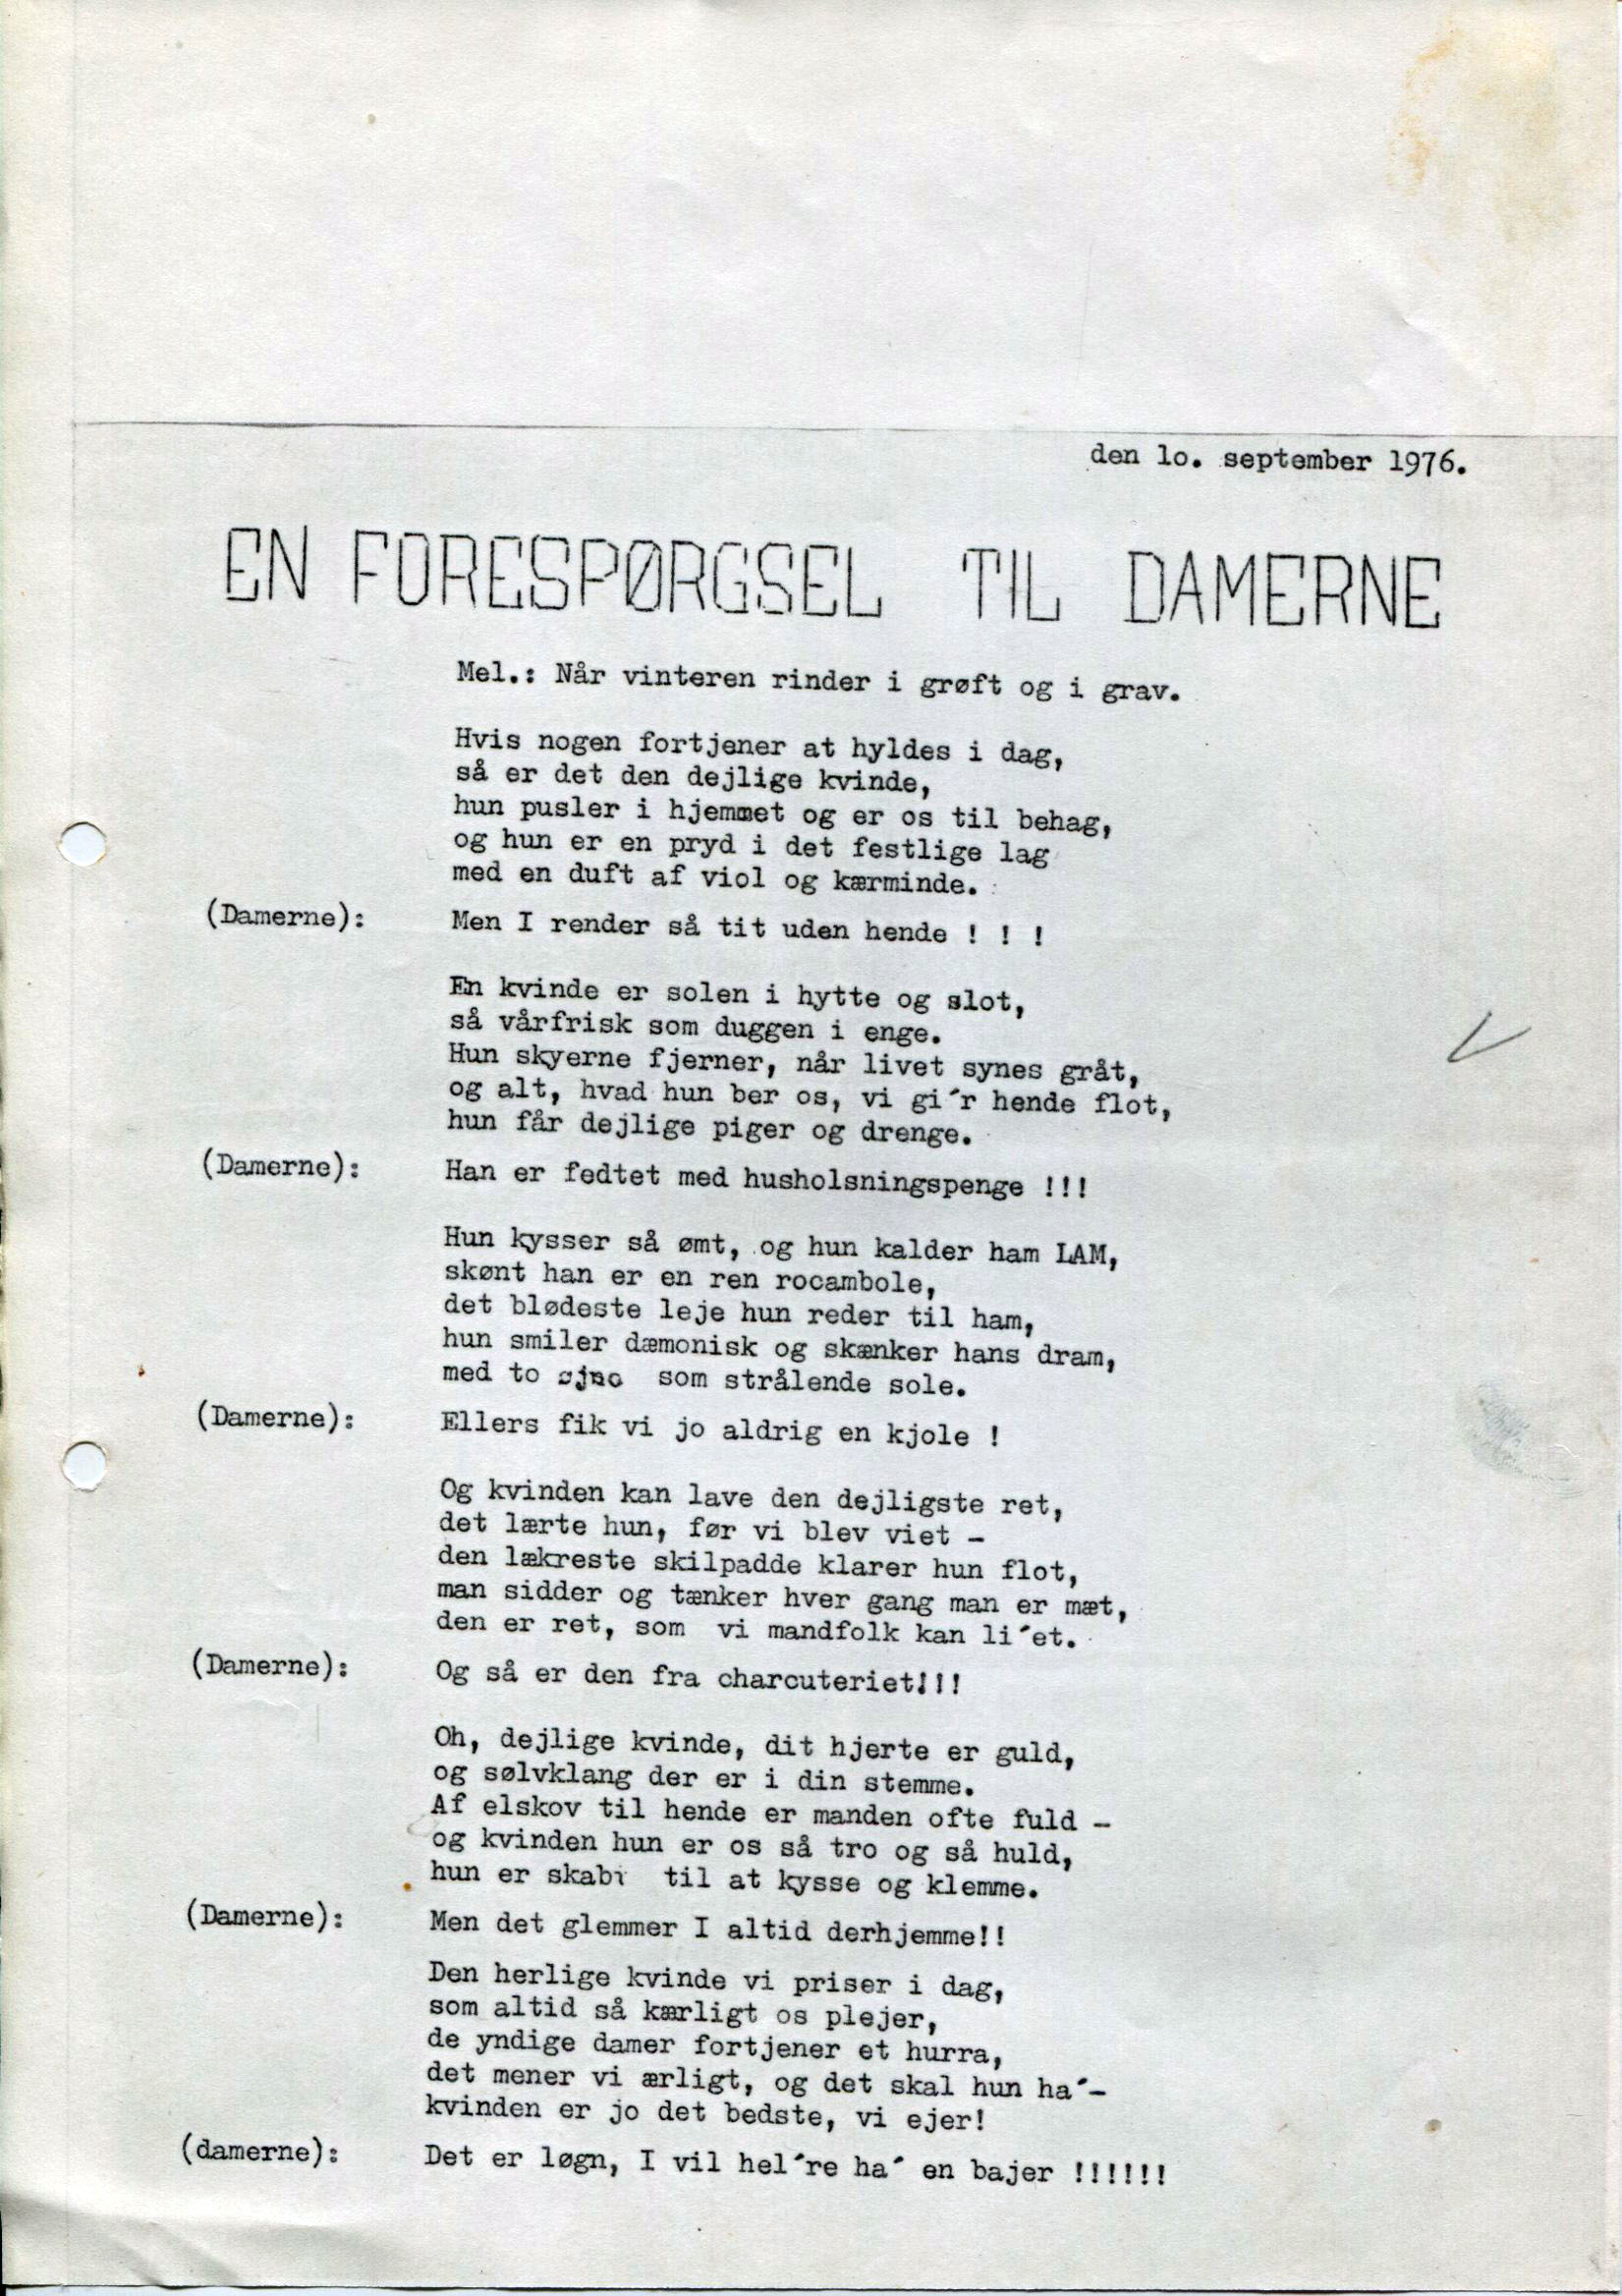 den lo. september 1976.
EN FORESPØRGSEL TIL DAMERNE
Mel.: Når vinteren rinder i grøft og i grav.
Hvis nogen fortjener at hyldes i dag,
så er det den dejlige kvinde,
hun pusler i hjemmet og er os til behag,
og hun er en pryd i det festlige lag
med en duft af viol og kærminde.
(Damerne): Men I render så tit uden hende ! ! !
En kvinde er solen i hytte og slot,
så vårfrisk som duggen i enge.
Hun skyerne fjerner, når livet synes gråt,
og alt, hvad hun ber os, vi gi´r hende flot,
hun får dejlige piger og drenge.
(Damerne): Han er fedtet med husholsningspenge !!!
Hun kysser så ømt, og hun kalder ham LAM,
skønt han er en ren rocambole,
det blødeste leje hun reder til ham,
hun smiler dæmonisk og skænker hans dram,
med to øjne som strålende sole.
(Damerne): Ellers fik vi jo aldrig en kjole !
Og kvinden kan lave den dejligste ret,
det lærte hun, før vi blev viet -
den lækreste skilpadde klarer hun flot,
man sidder og tænker hver gang man er mæt,
den er ret, som vi mandfolk kan li´et.
(Damerne): Og så er den fra charcuteriet!!!
Oh, dejlige kvinde, dit hjerte er guld,
og sølvklang der er i din stemme.
Af elskov til hende er manden ofte fuld -
og kvinden hun er os så tro og så huld,
hun er skabt til at kysse og klemme.
(Damerne): Men det glemmer I altid derhjemme!!
Den herlige kvinde vi priser i dag,
som altid så kærligt os plejer,
de yndige damer fortjener et hurra,
det mener vi ærligt, og det skal hun ha´-
kvinden er jo det bedste, vi ejer!
(damerne): Det er løgn, I vil hel´re ha´ en bajer !!!!!!